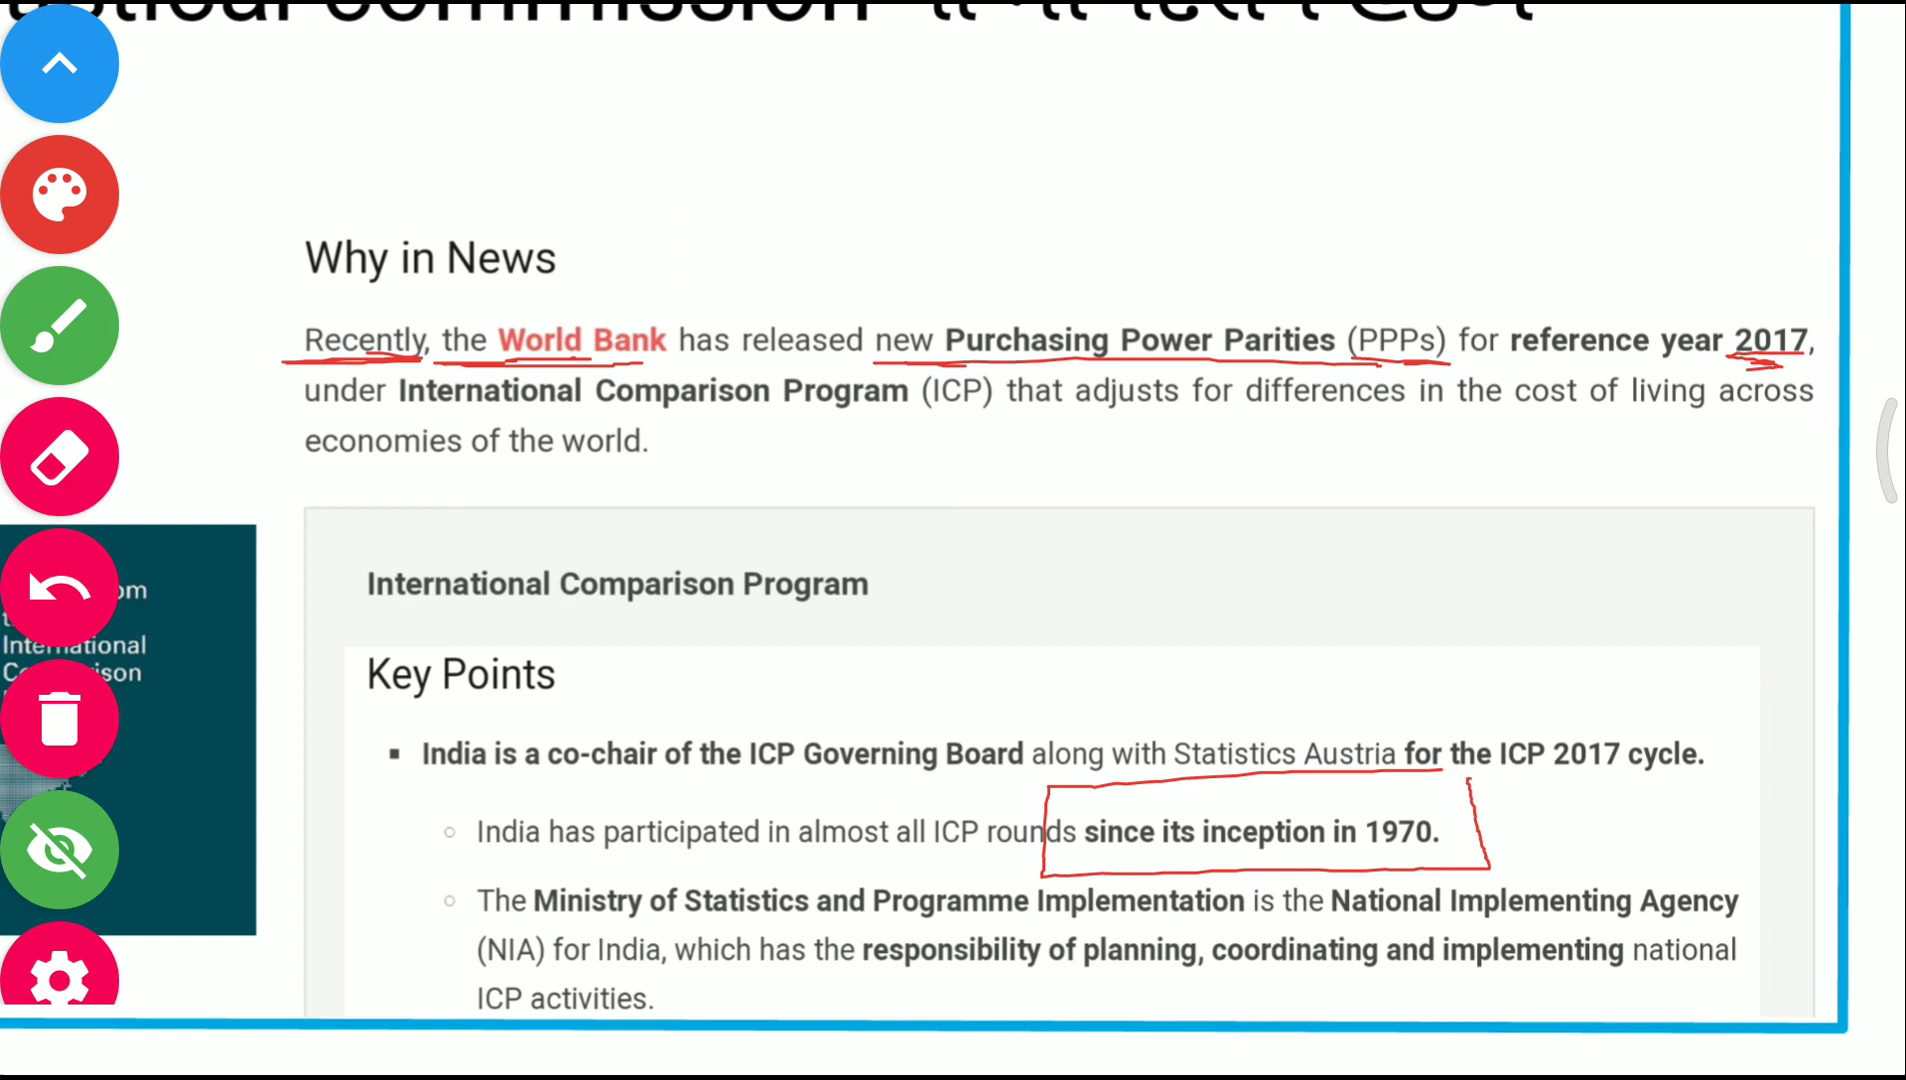 commission
Why in News
Recently, the World Bank has released new Purchasing Power Parities (PPPs) for reference year 2017,
under International Comparison Program (ICP) that adjusts for differences in the cost of living across
economies of the world.
International Comparison Program
Key Points
▪ India is a co-chair of the ICP Governing Board along with Statistics Austria for the ICP 2017 cycle.
○ India has participated in almost all ICP rounds since its inception in 1970.
○ The Ministry of Statistics and Programme Implementation is the National Implementing Agency
(NIA) for India, which has the responsibility of planning, coordinating and implementing national
ICP activities.
International